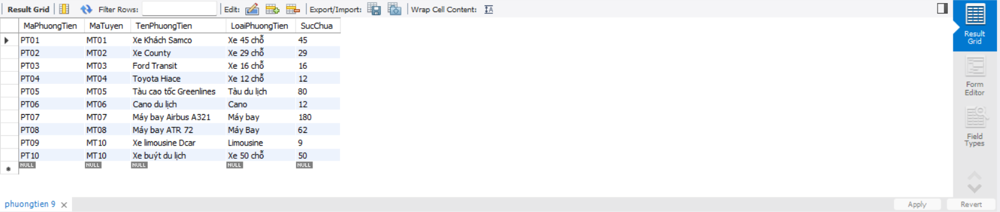 Result Grid Filter Rows: Edit: Export/Import: Wrap Cell Content: IA
MaPhuongTien MaTuyen TenPhuongTien LoaiPhuongTien SucChua
PT01 MT01 Xe Khách Samco Xe 45 chỗ 45
PT02 MT02 Xe County Xe 29 chỗ 29
PT03 MT03 Ford Transit Xe 16 chỗ 16
PT04 MT04 Toyota Hiace Xe 12 chỗ 12
PT05 MT05 Tàu cao tốc Greenlines Tàu du lịch 80
PT06 MT06 Cano du lịch Cano 12
PT07 MT07 Máy bay Airbus A321 Máy bay 180
PT08 MT08 Máy bay ATR 72 Máy Bay 62
PT09 MT10 Xe limousine Dcar Limousine 9
PT10 MT10 Xe buýt du lịch Xe 50 chỗ 50
NULL NULL NULL NULL NULL
Result
Grid
Form
Editor
Field
Types
phuongtien 9
Apply Revert